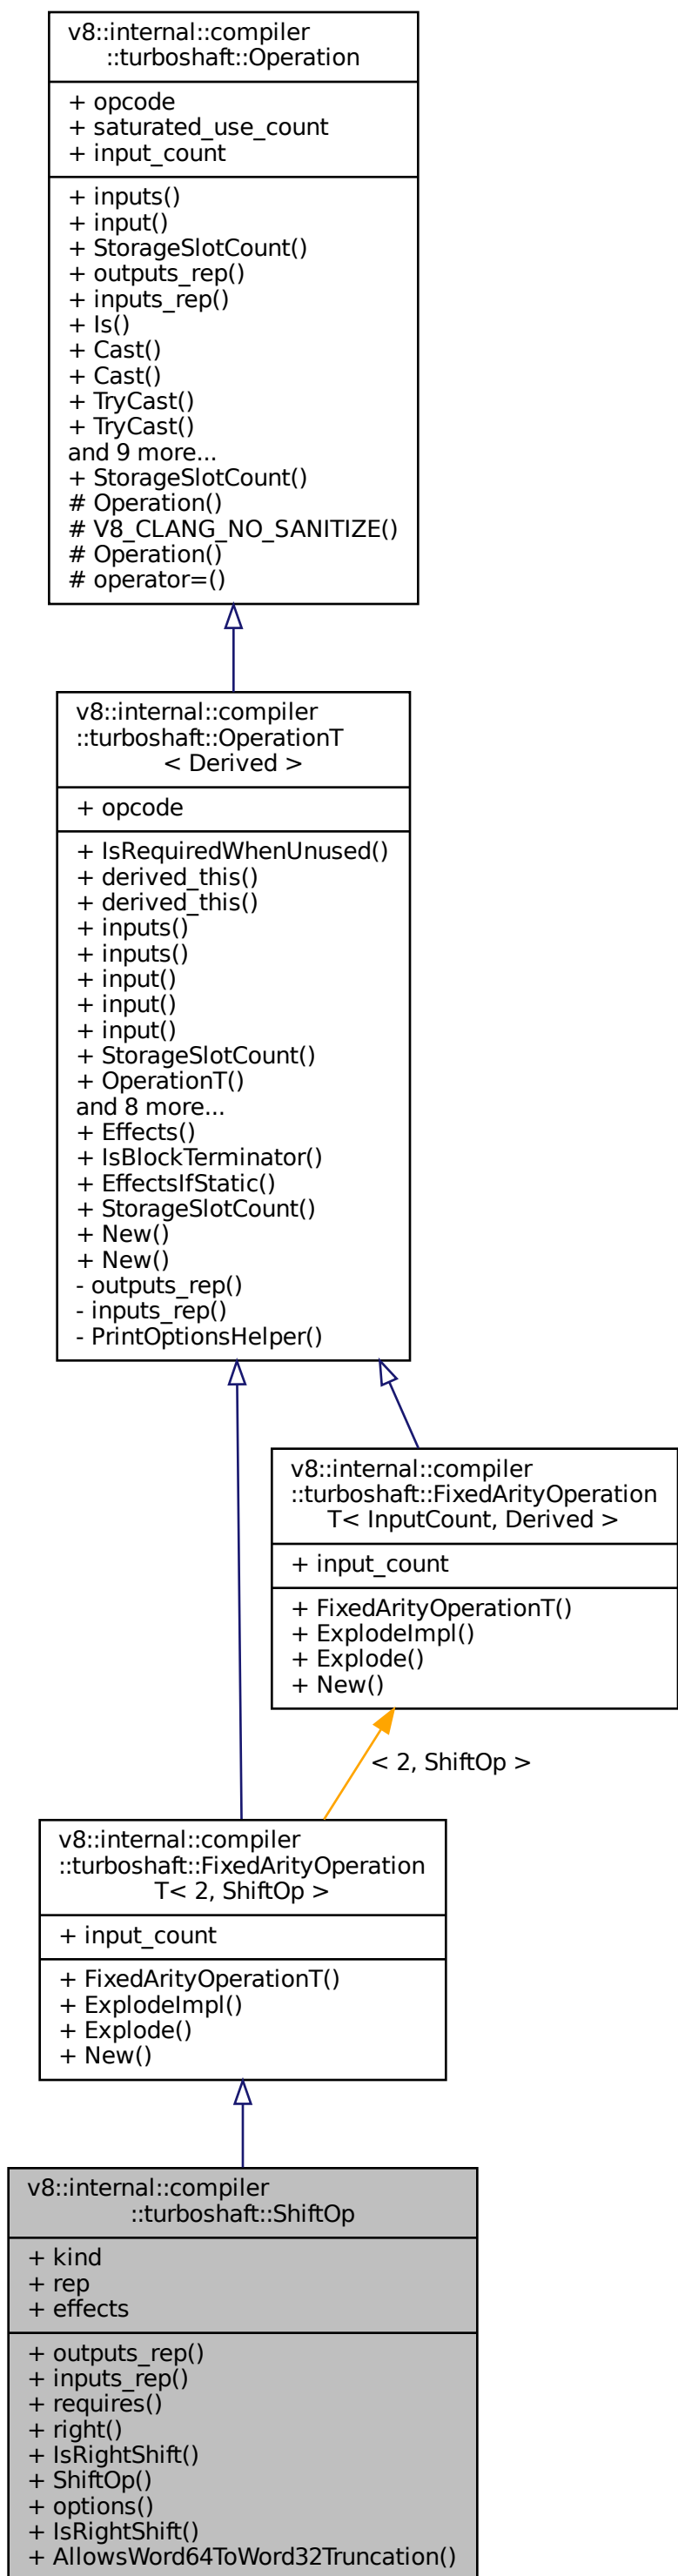 v8::internal::compiler
::turboshaft::Operation
+ opcode
+ saturated_use_count
+ input_count
+ inputs()
+ input()
+ StorageSlotCount()
+ outputs_rep()
+ inputs_rep()
+ Is()
+ Cast()
+ Cast()
+ TryCast()
+ TryCast()
and 9 more...
+ StorageSlotCount()
# Operation()
# V8_CLANG_NO_SANITIZE()
# Operation()
# operator=()
v8::internal::compiler
::turboshaft::OperationT
< Derived >
+ opcode
+ IsRequiredWhenUnused()
+ derived_this()
+ derived_this()
+ inputs()
+ inputs()
+ input()
+ input()
+ input()
+ StorageSlotCount()
+ OperationT()
and 8 more...
+ Effects()
+ IsBlockTerminator()
+ EffectsIfStatic()
+ StorageSlotCount()
+ New()
+ New()
- outputs_rep()
- inputs_rep()
- PrintOptionsHelper()
v8::internal::compiler
::turboshaft::FixedArityOperation
T< InputCount, Derived >
+ input_count
+ FixedArityOperationT()
+ ExplodeImpl()
+ Explode()
+ New()
< 2, ShiftOp >
v8::internal::compiler
::turboshaft::FixedArityOperation
T< 2, ShiftOp >
+ input_count
+ FixedArityOperationT()
+ ExplodeImpl()
+ Explode()
+ New()
v8::internal::compiler
::turboshaft::ShiftOp
+ kind
+ rep
+ effects
+ outputs_rep()
+ inputs_rep()
+ requires()
+ right()
+ IsRightShift()
+ ShiftOp()
+ options()
+ IsRightShift()
+ AllowsWord64ToWord32Truncation()